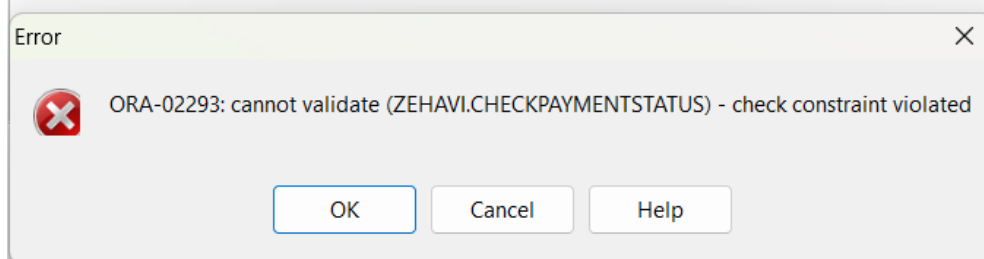 Error
ORA-02293: cannot validate (ZEHAVI.CHECKPAYMENTSTATUS) - check constraint violated
OK Cancel Help